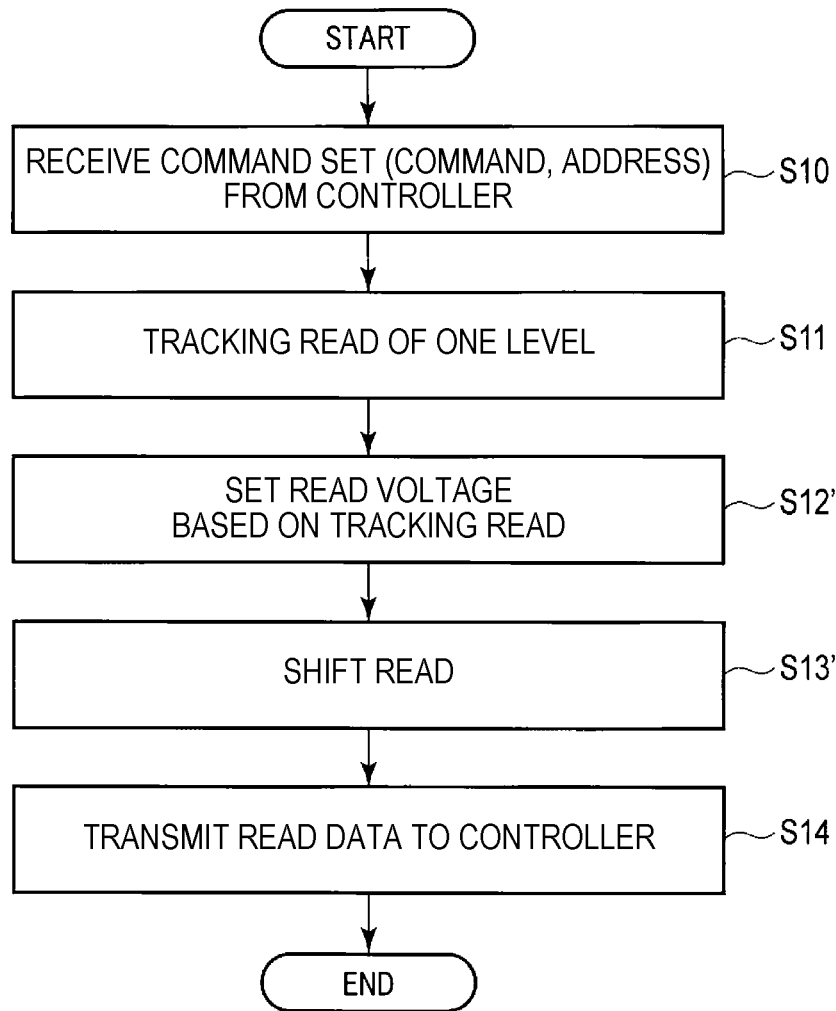 START
RECEIVE COMMAND SET (COMMAND, ADDRESS)
FROM CONTROLLER
S10
TRACKING READ OF ONE LEVEL
S11
SET READ VOLTAGE
BASED ON TRACKING READ
S12'
SHIFT READ
S13'
TRANSMIT READ DATA TO CONTROLLER
S14
END